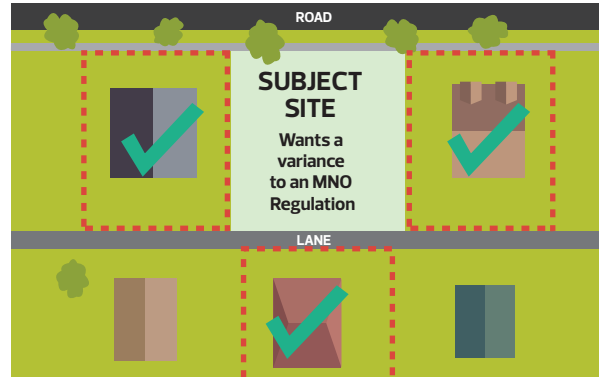 ROAD
SUBJECT
SITE
Wants a
variance
to an MNO
Regulation
LANE